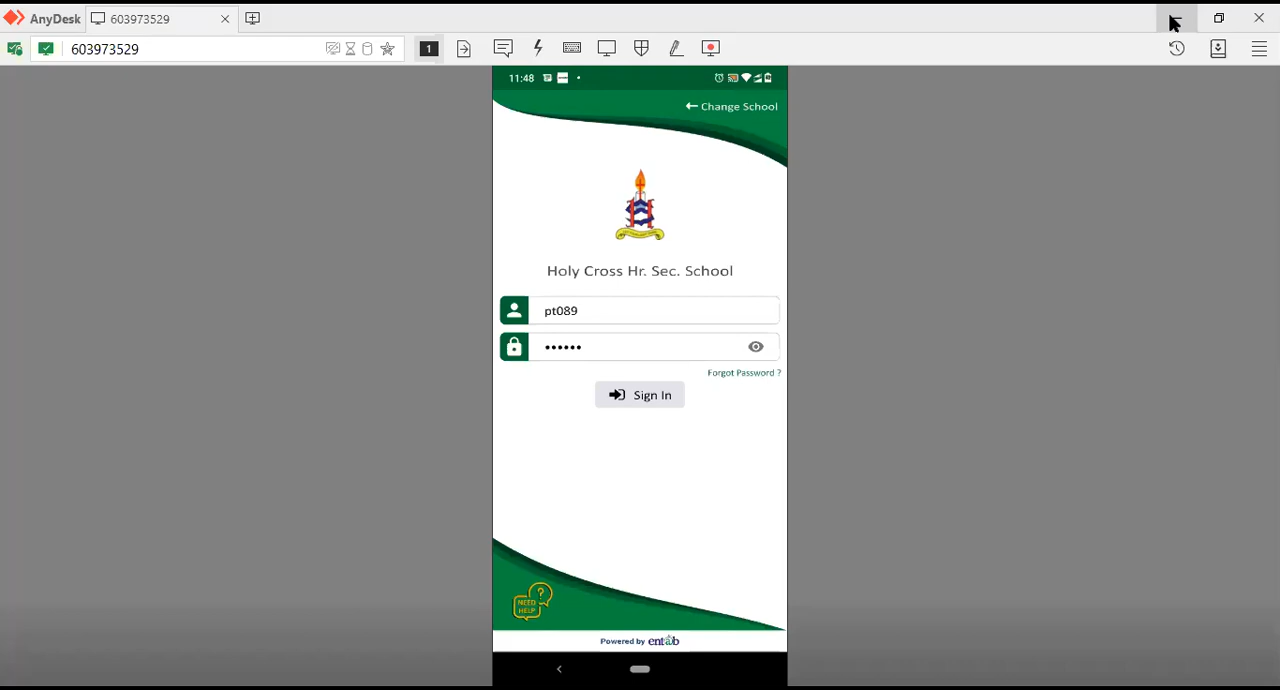 AnyDesk
603973529
603973529
1
11:48
Change School
Holy Cross Hr. Sec. School
pt089
••••••
Forgot Password ?
Sign In
NEED
HELP
?
Powered by entab